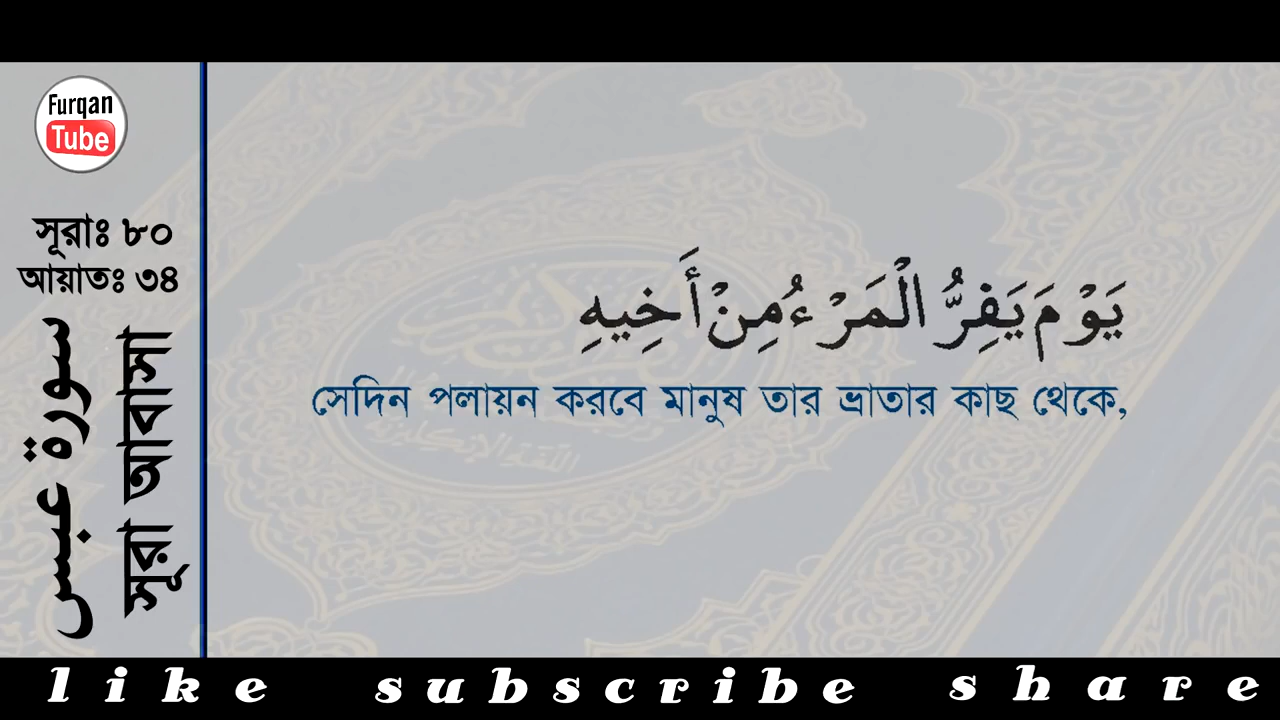 Furqan
Tube
সূরাঃ ৮০
আয়াতঃ ৩৪
سورة عبس
সূরা আবাসা
يَوْمَ يَفِرُّ الْمَرْءُ مِنْ أَخِيهِ
সেদিন পলায়ন করবে মানুষ তার ভ্রাতার কাছ থেকে,
like subscribe share